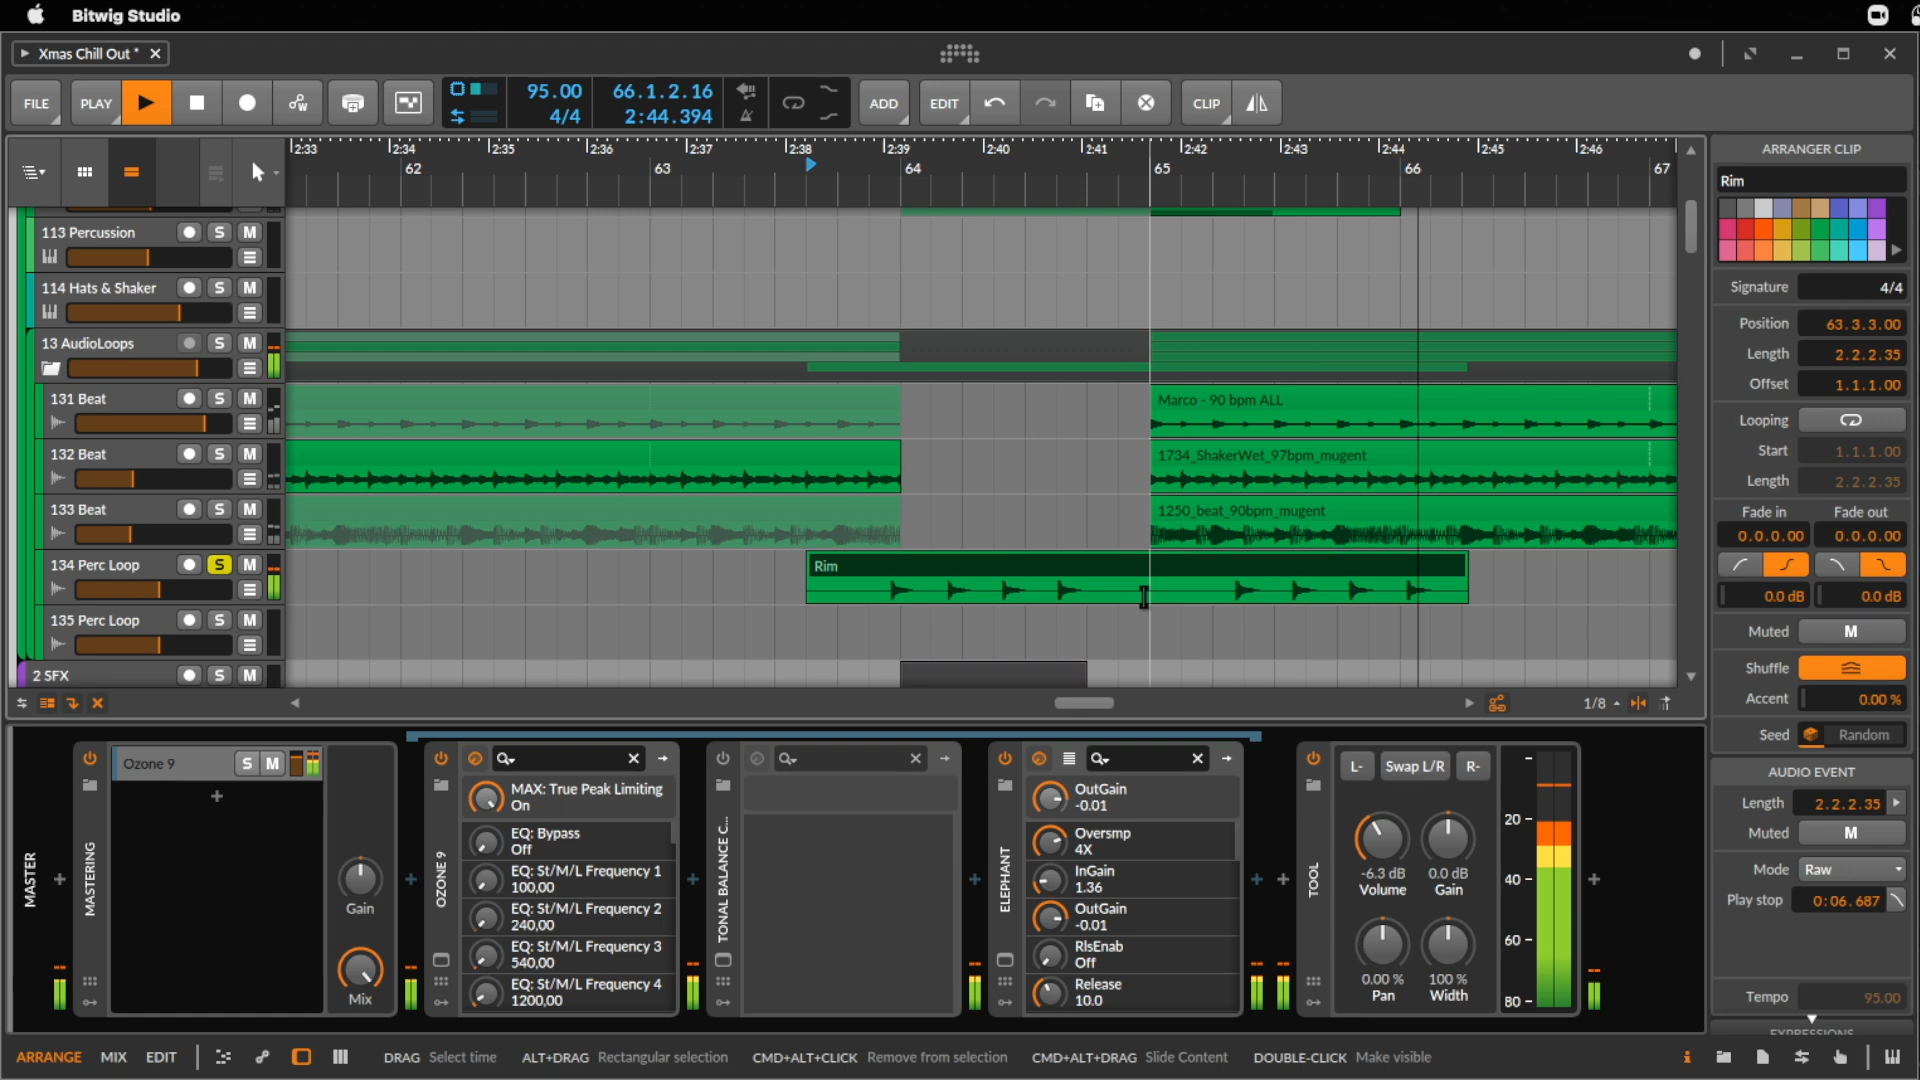 Bitwig Studio
Xmas Chill Out *
FILE PLAY 95.00 4/4 66.1.2.16 2:44.394 ADD EDIT CLIP
2:33 2:34 2:35 2:36 2:37 2:38 2:39 2:40 2:41 2:42 2:43 2:44 2:45 2:46
62 63 64 65 66 67
113 Percussion S M
114 Hats & Shaker S M
13 AudioLoops S M
131 Beat S M
Marco - 90 bpm ALL
132 Beat S M
1734_ShakerWet_97bpm_mugent
133 Beat S M
1250_beat_90bpm_mugent
134 Perc Loop S M
Rim
135 Perc Loop S M
2 SFX S M
1/8
ARRANGER CLIP
Rim
Signature 4/4
Position 63.3.3.00
Length 2.2.2.35
Offset 1.1.1.00
Looping
Start 1.1.1.00
Length 2.2.2.35
Fade in Fade out
0.0.0.00 0.0.0.00
0.0 dB 0.0 dB
Muted M
Shuffle
Accent 0.00 %
Seed Random
AUDIO EVENT
Length 2.2.2.35
Muted M
Mode Raw
Play stop 0:06.687
Tempo 95.00
EXPRESSIONS
MASTER
MASTERING
Ozone 9 S M
Gain
Mix
OZONE 9
MAX: True Peak Limiting
On
EQ: Bypass
Off
EQ: St/M/L Frequency 1
100,00
EQ: St/M/L Frequency 2
240,00
EQ: St/M/L Frequency 3
540,00
EQ: St/M/L Frequency 4
1200,00
TONAL BALANCE C...
ELEPHANT
OutGain
-0.01
Oversmp
4X
InGain
1.36
OutGain
-0.01
RlsEnab
Off
Release
10.0
TOOL
L- Swap L/R R-
-6.3 dB 0.0 dB
Volume Gain
0.00 % 100 %
Pan Width
20
40
60
80
ARRANGE MIX EDIT DRAG Select time ALT+DRAG Rectangular selection CMD+ALT+CLICK Remove from selection CMD+ALT+DRAG Slide Content DOUBLE-CLICK Make visible